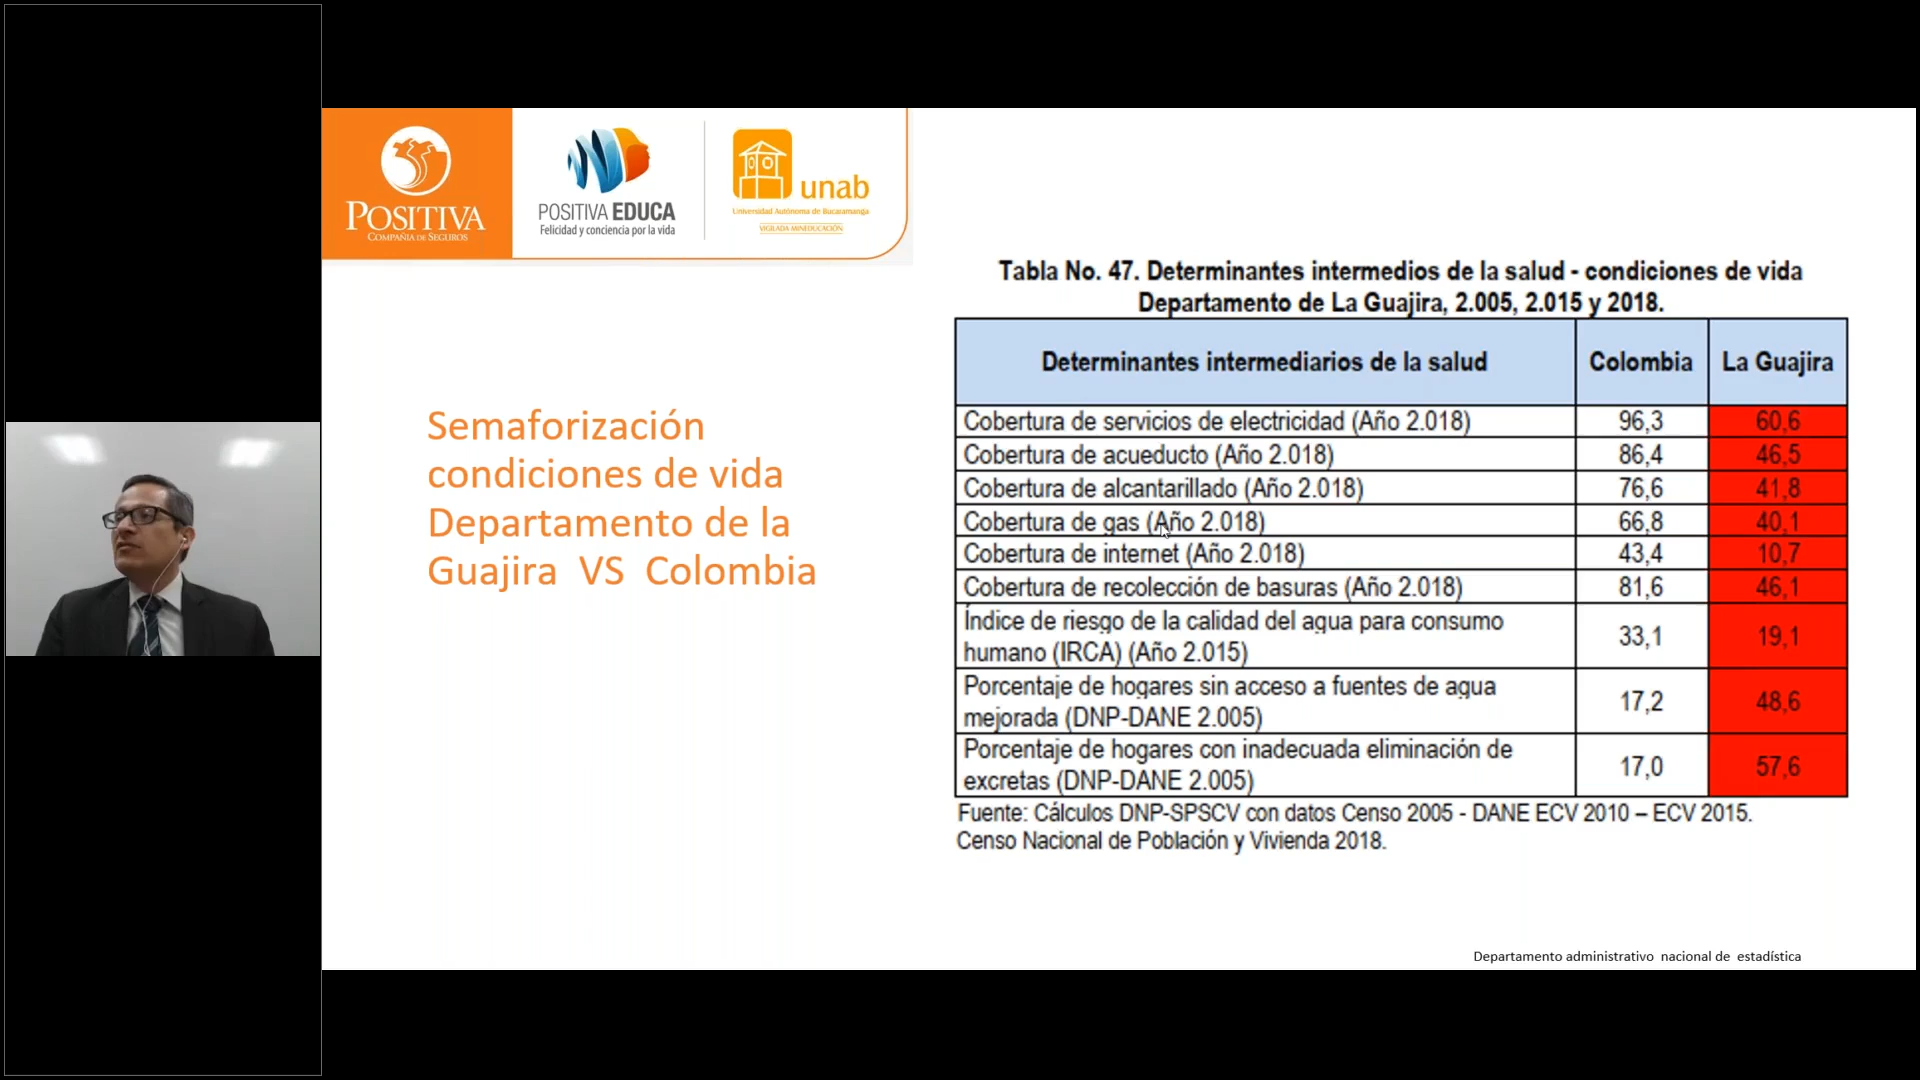 POSITIVA
COMPAÑIA DE SEGUROS
POSITIVA EDUCA
Felicidad y conciencia por la vida
unab
Universidad Autónoma de Bucaramanga
VIGILADA MINEDUCACIÓN
Semaforización
condiciones de vida
Departamento de la
Guajira VS Colombia
Tabla No. 47. Determinantes intermedios de la salud - condiciones de vida
Departamento de La Guajira, 2.005, 2.015 y 2018.
Determinantes intermediarios de la salud Colombia La Guajira
Cobertura de servicios de electricidad (Año 2.018) 96,3 60,6
Cobertura de acueducto (Año 2.018) 86,4 46,5
Cobertura de alcantarillado (Año 2.018) 76,6 41,8
Cobertura de gas (Año 2.018) 66,8 40,1
Cobertura de internet (Año 2.018) 43,4 10,7
Cobertura de recolección de basuras (Año 2.018) 81,6 46,1
Índice de riesgo de la calidad del agua para consumo
humano (IRCA) (Año 2.015) 33,1 19,1
Porcentaje de hogares sin acceso a fuentes de agua
mejorada (DNP-DANE 2.005) 17,2 48,6
Porcentaje de hogares con inadecuada eliminación de
excretas (DNP-DANE 2.005) 17,0 57,6
Fuente: Cálculos DNP-SPSCV con datos Censo 2005 - DANE ECV 2010 – ECV 2015.
Censo Nacional de Población y Vivienda 2018.
Departamento administrativo nacional de estadística